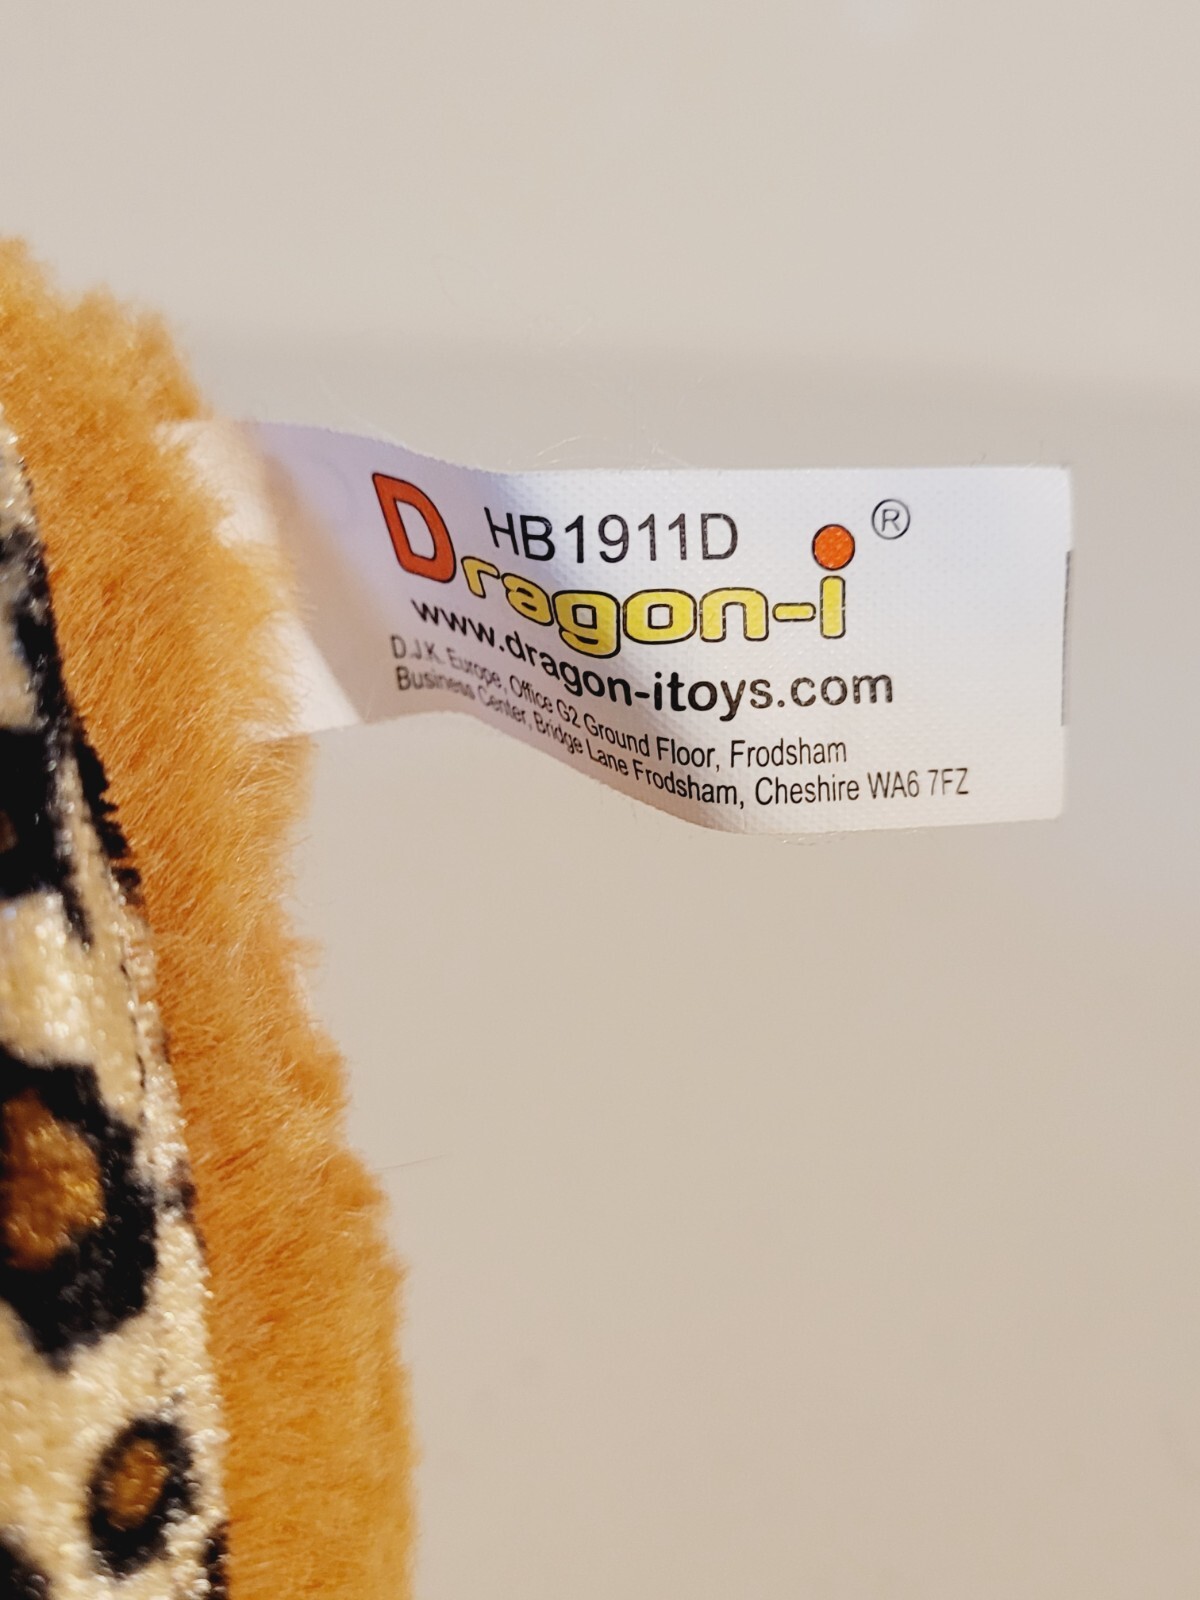 HB1911D
Dragon-i ®
www.dragon-itoys.com
D.J.K. Europe, Office G2 Ground Floor, Frodsham
Business Center, Bridge Lane Frodsham, Cheshire WA6 7FZ